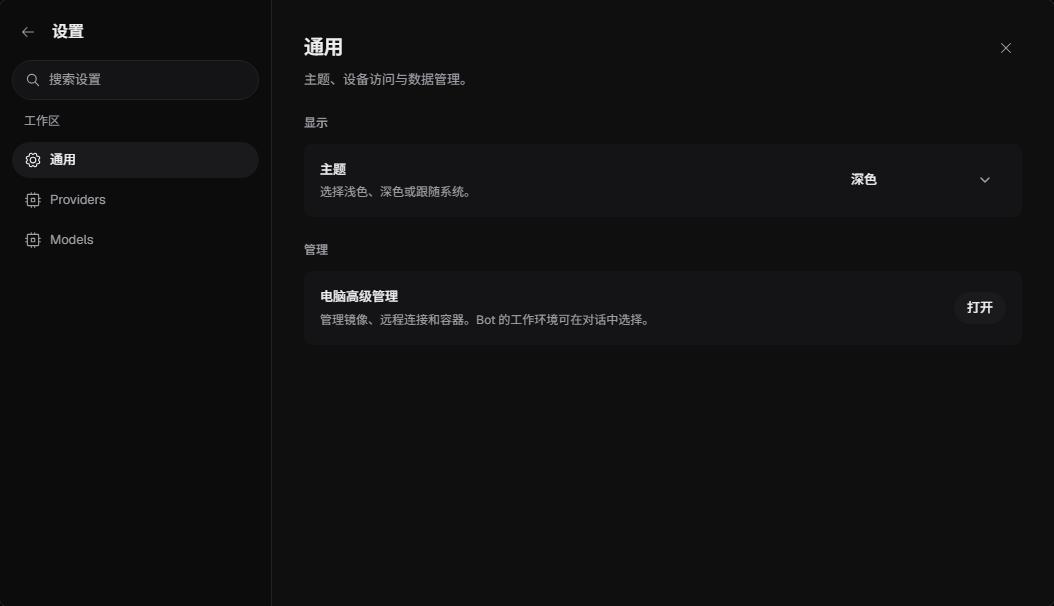 设置
搜索设置
工作区
通用
Providers
Models
通用
主题、设备访问与数据管理。
显示
主题
选择浅色、深色或跟随系统。
深色
管理
电脑高级管理
管理镜像、远程连接和容器。Bot 的工作环境可在对话中选择。
打开